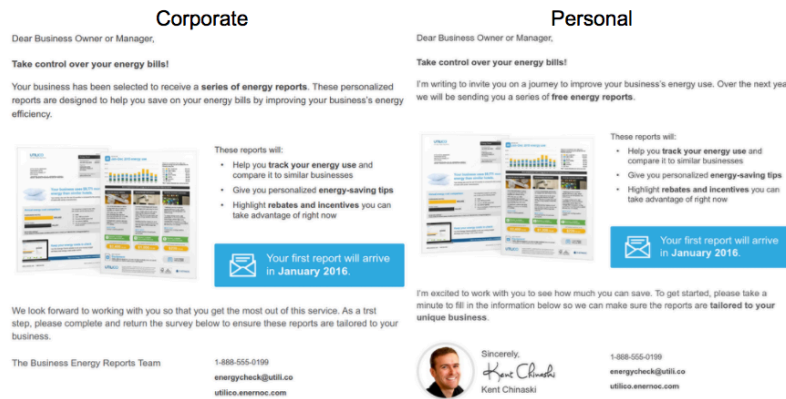 Corporate
Dear Business Owner or Manager,
Take control over your energy bills!
Your business has been selected to receive a series of energy reports. These personalized
reports are designed to help you save on your energy bills by improving your business's energy
efficiency.
These reports will:
• Help you track your energy use and
compare it to similar businesses
• Give you personalized energy-saving tips
• Highlight rebates and incentives you can
take advantage of right now
Your first report will arrive
in January 2016.
We look forward to working with you so that you get the most out of this service. As a trst
step, please complete and return the survey below to ensure these reports are tailored to your
business.
The Business Energy Reports Team
1-888-555-0199
energycheck@utili.co
utilico.enernoc.com
Personal
Dear Business Owner or Manager,
Take control over your energy bills!
I'm writing to invite you on a journey to improve your business's energy use. Over the next year
we will be sending you a series of free energy reports.
These reports will:
• Help you track your energy use and
compare it to similar businesses
• Give you personalized energy-saving tips
• Highlight rebates and incentives you can
take advantage of right now
Your first report will arrive
in January 2016.
I'm excited to work with you to see how much you can save. To get started, please take a
minute to fill in the information below so we can make sure the reports are tailored to your
unique business.
Sincerely,
Kent Chinaski
Kent Chinaski
1-888-555-0199
energycheck@utili.co
utilico.enernoc.com